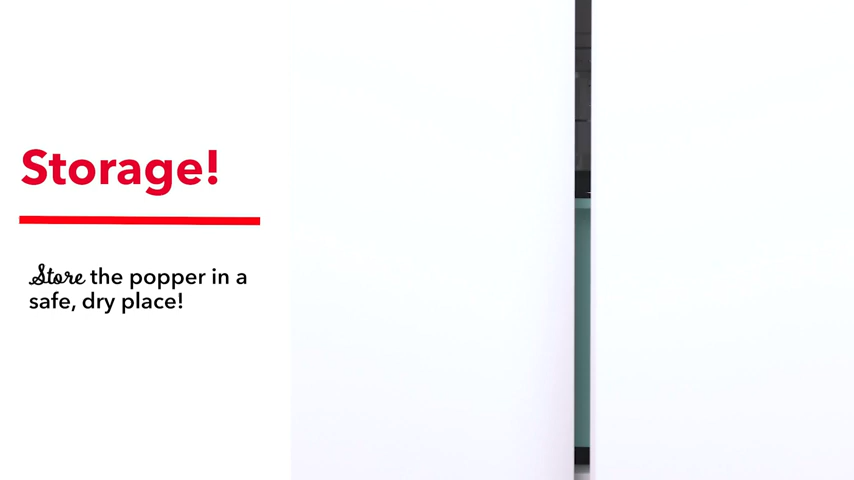 Storage!
Store the popper in a
safe, dry place!